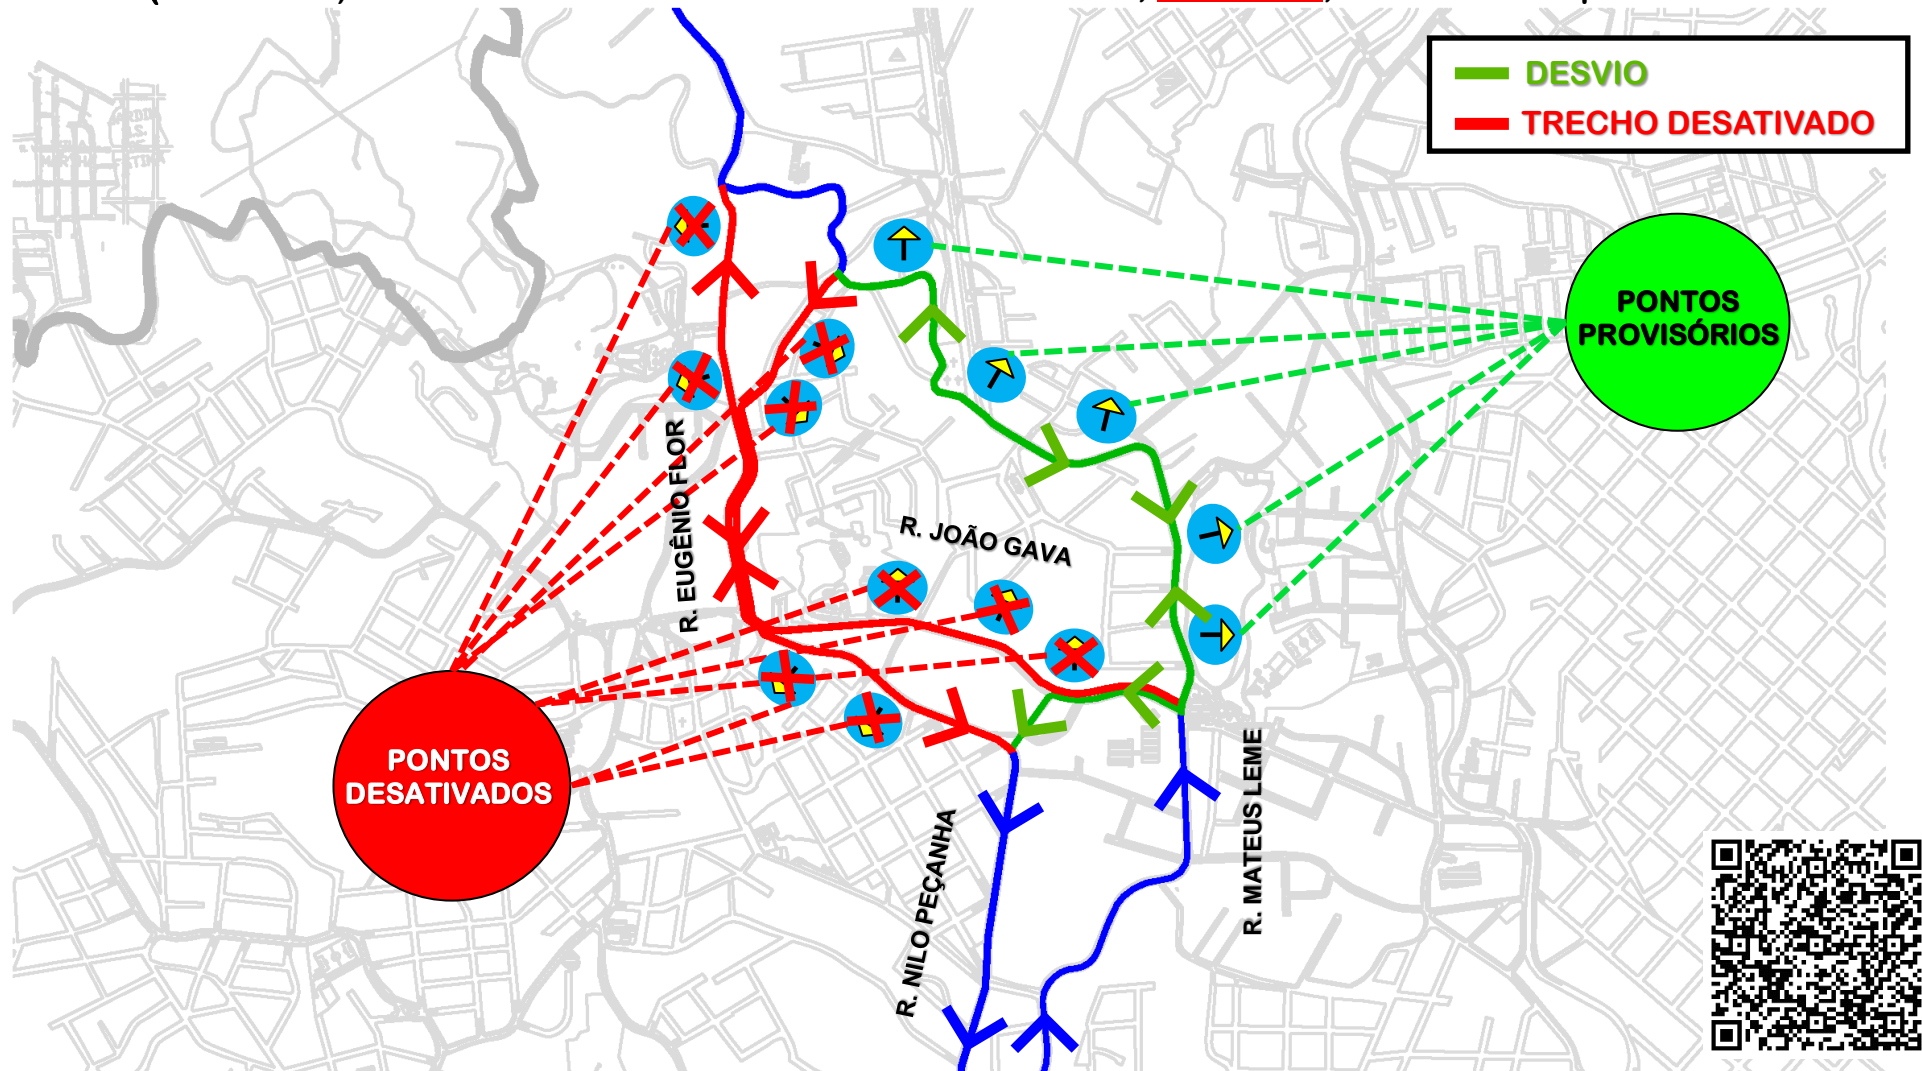 DESVIO
TRECHO DESATIVADO
PONTOS
PROVISÓRIOS
R. EUGÊNIO FLOR
R. JOÃO GAVA
PONTOS
DESATIVADOS
R. NILO PEÇANHA
R. MATEUS LEME